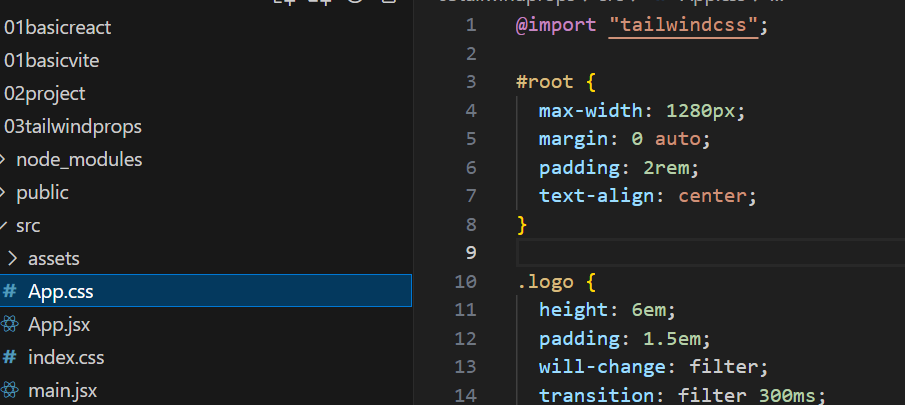 01basicreact
01basicvite
02project
03tailwindprops
node_modules
public
src
assets
# App.css
App.jsx
# index.css
main.jsx
1 @import "tailwindcss";
2
3 #root {
4 max-width: 1280px;
5 margin: 0 auto;
6 padding: 2rem;
7 text-align: center;
8 }
9
10 .logo {
11 height: 6em;
12 padding: 1.5em;
13 will-change: filter;
14 transition: filter 300ms;